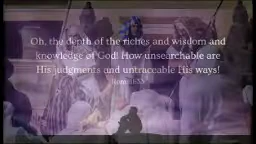 Oh, the depth of the riches and wisdom and
knowledge of God! How unsearchable are
His judgments and untraceable His ways!